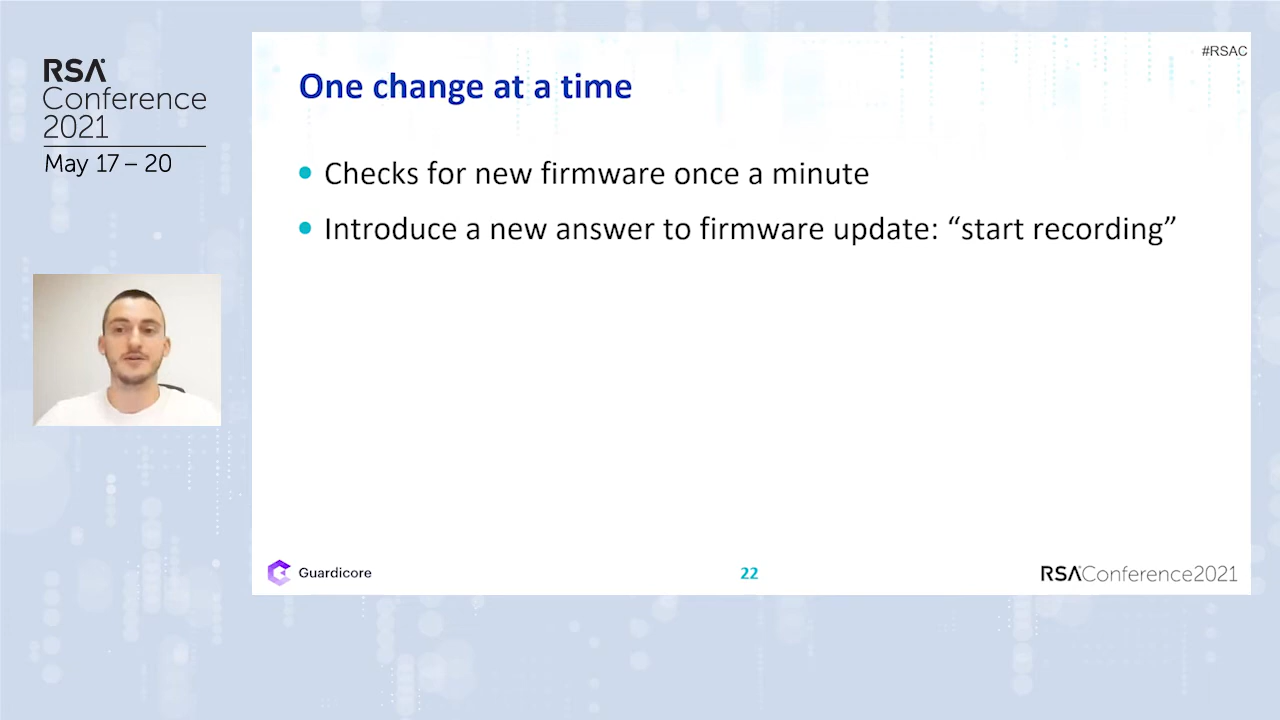 RSA
Conference
2021
May 17 – 20
#RSAC
One change at a time
• Checks for new firmware once a minute
• Introduce a new answer to firmware update: “start recording”
Guardicore
22
RSAConference2021